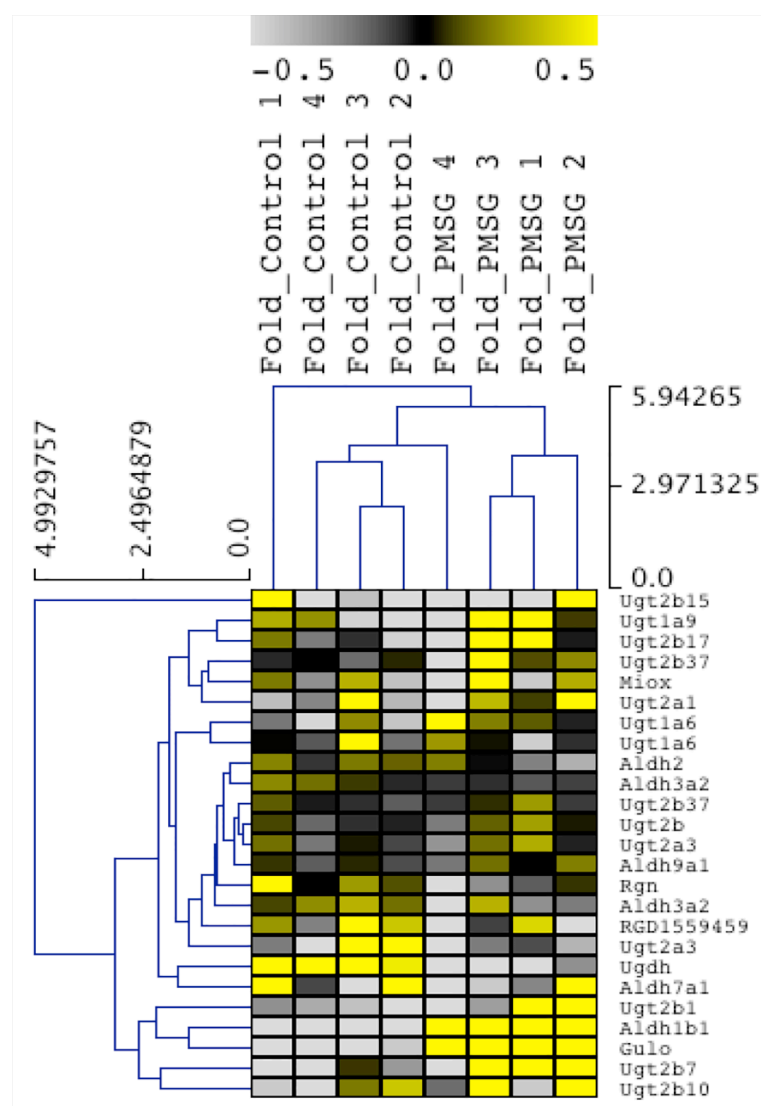 -0.5 0.0 0.5
Fold_Control 1
Fold_Control 4
Fold_Control 3
Fold_Control 2
Fold_PMSG 4
Fold_PMSG 3
Fold_PMSG 1
Fold_PMSG 2
5.94265
2.971325
0.0
4.9929757
2.4964879
0.0
Ugt2b15
Ugt1a9
Ugt2b17
Ugt2b37
Miox
Ugt2a1
Ugt1a6
Ugt1a6
Aldh2
Aldh3a2
Ugt2b37
Ugt2b
Ugt2a3
Aldh9a1
Rgn
Aldh3a2
RGD1559459
Ugt2a3
Ugdh
Aldh7a1
Ugt2b1
Aldh1b1
Gulo
Ugt2b7
Ugt2b10